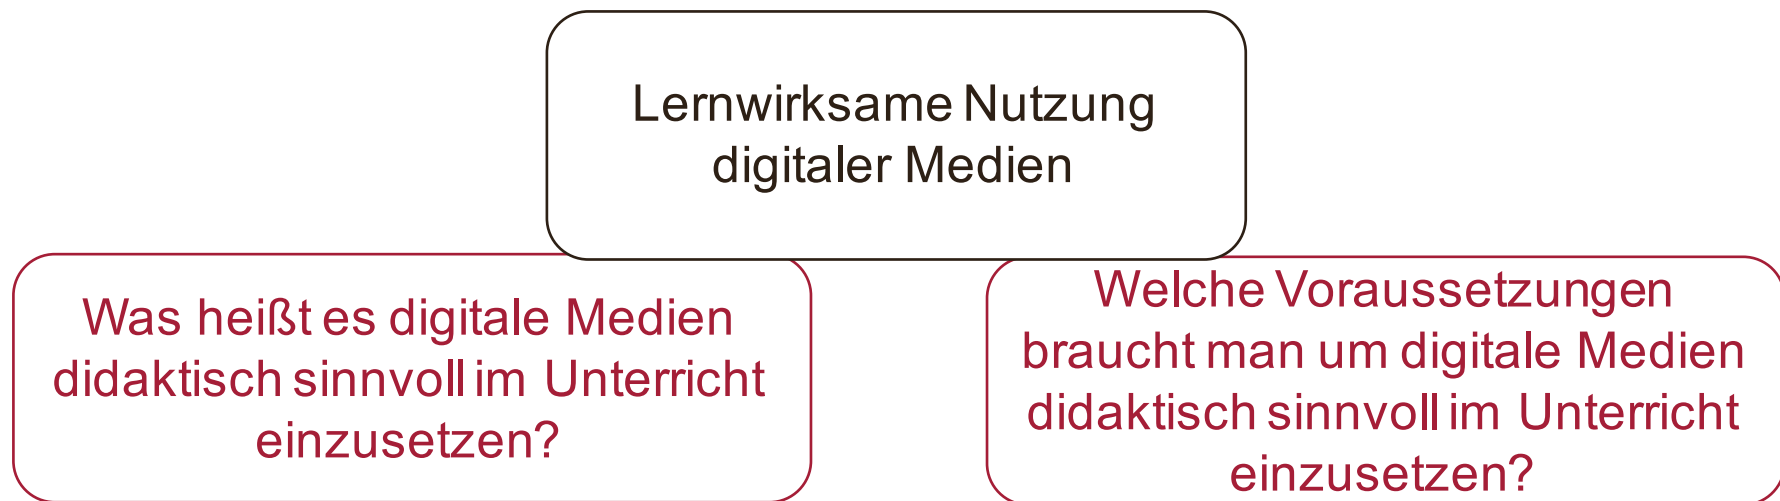 Lernwirksame Nutzung
digitaler Medien
Was heißt es digitale Medien
didaktisch sinnvoll im Unterricht
einzusetzen?
Welche Voraussetzungen
braucht man um digitale Medien
didaktisch sinnvoll im Unterricht
einzusetzen?